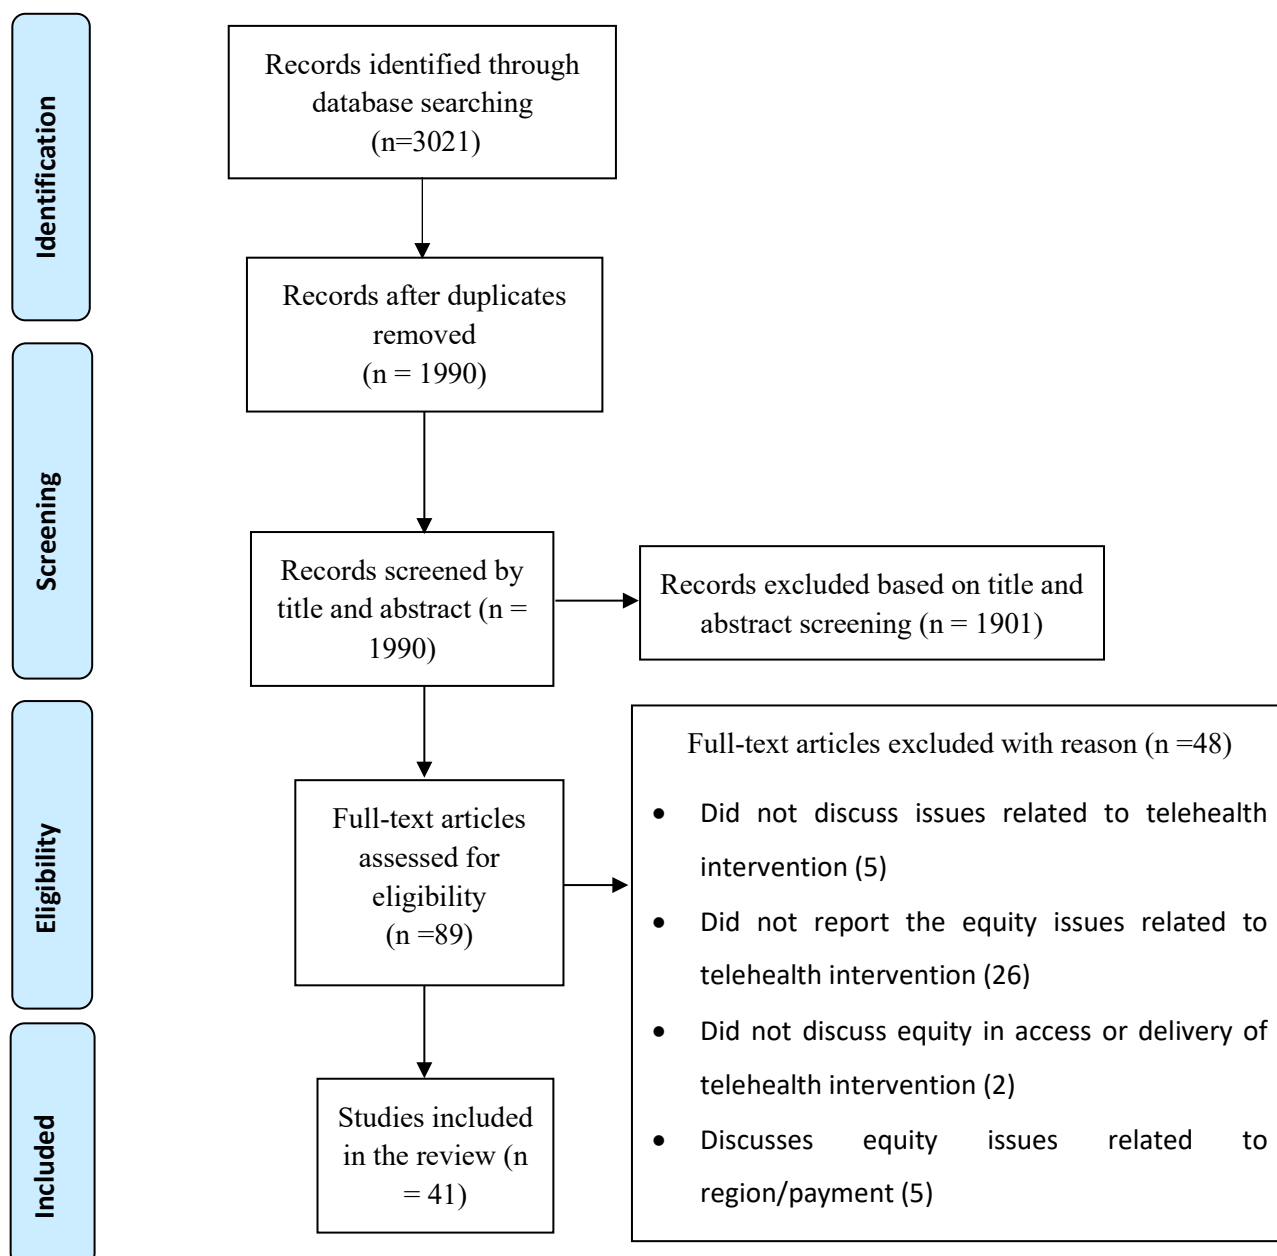 Identification
Records identified through
database searching
(n=3021)
Records after duplicates
removed
(n = 1990)
Screening
Records screened by
title and abstract (n =
1990)
Records excluded based on title and
abstract screening (n = 1901)
Eligibility
Full-text articles
assessed for
eligibility
(n =89)
Full-text articles excluded with reason (n =48)
• Did not discuss issues related to telehealth
intervention (5)
• Did not report the equity issues related to
telehealth intervention (26)
• Did not discuss equity in access or delivery of
telehealth intervention (2)
• Discusses equity issues related to
region/payment (5)
Included
Studies included
in the review (n
= 41)